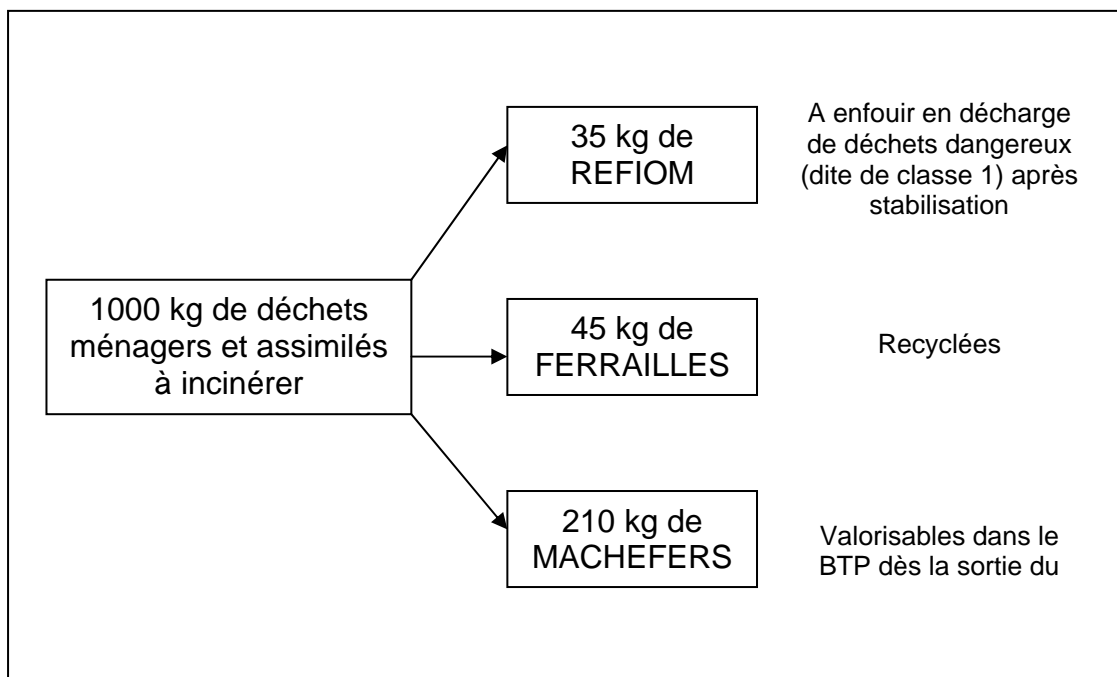 1000 kg de déchets
ménagers et assimilés
à incinérer
35 kg de
REFIOM
A enfouir en décharge
de déchets dangereux
(dite de classe 1) après
stabilisation
45 kg de
FERRAILLES
Recyclées
210 kg de
MACHEFERS
Valorisables dans le
BTP dès la sortie du